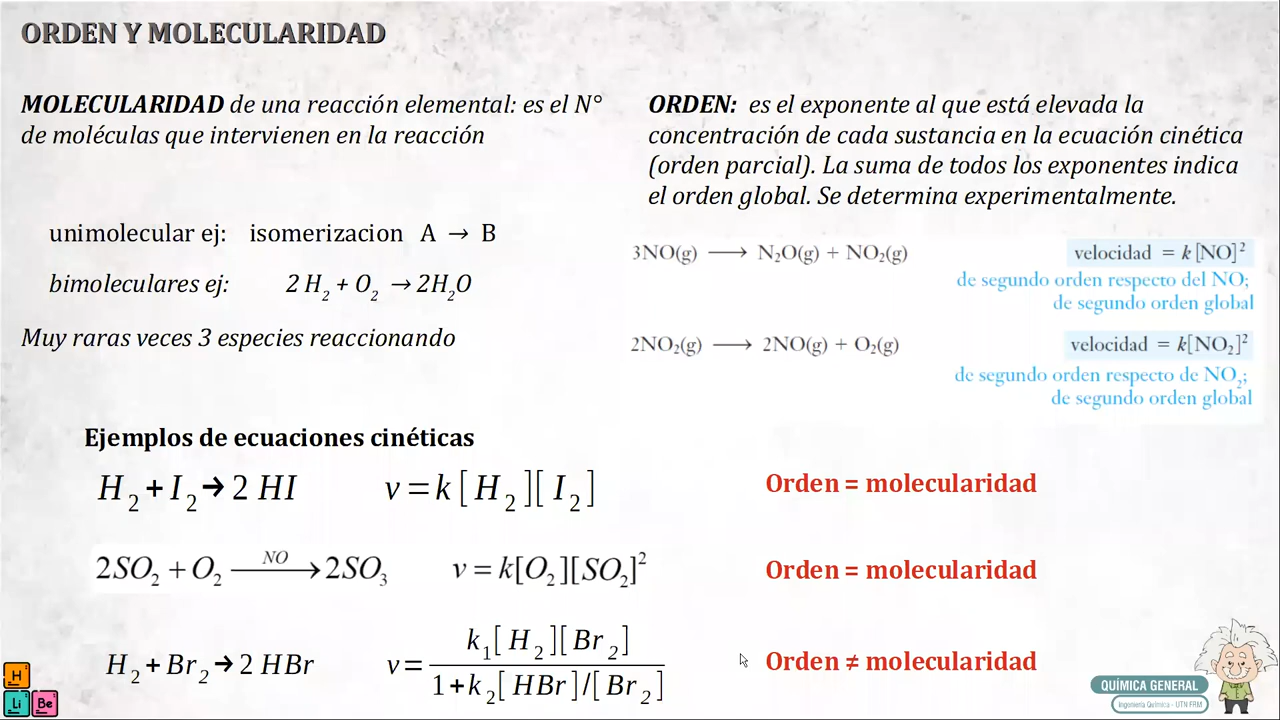 ORDEN Y MOLECULARIDAD
MOLECULARIDAD de una reacción elemental: es el N°
de moléculas que intervienen en la reacción
unimolecular ej: isomerizacion A → B
bimoleculares ej: 2 H₂ + O₂ → 2H₂O
Muy raras veces 3 especies reaccionando
ORDEN: es el exponente al que está elevada la
concentración de cada sustancia en la ecuación cinética
(orden parcial). La suma de todos los exponentes indica
el orden global. Se determina experimentalmente.
3NO(g) ⟶ N₂O(g) + NO₂(g) velocidad = k [NO]²
de segundo orden respecto del NO;
de segundo orden global
2NO₂(g) ⟶ 2NO(g) + O₂(g) velocidad = k[NO₂]²
de segundo orden respecto de NO₂;
de segundo orden global
Ejemplos de ecuaciones cinéticas
H₂ + I₂ → 2 HI v = k [ H₂ ][ I₂ ] Orden = molecularidad
NO
2SO₂ + O₂ ⟶ 2SO₃ v = k[O₂][SO₂]² Orden = molecularidad
k₁[ H₂ ][ Br₂ ]
H₂ + Br₂ → 2 HBr v = Orden ≠ molecularidad
1 + k₂[ HBr ]/[ Br₂ ]
H
Li Be
QUÍMICA GENERAL
Ingeniería Química - UTN FRM